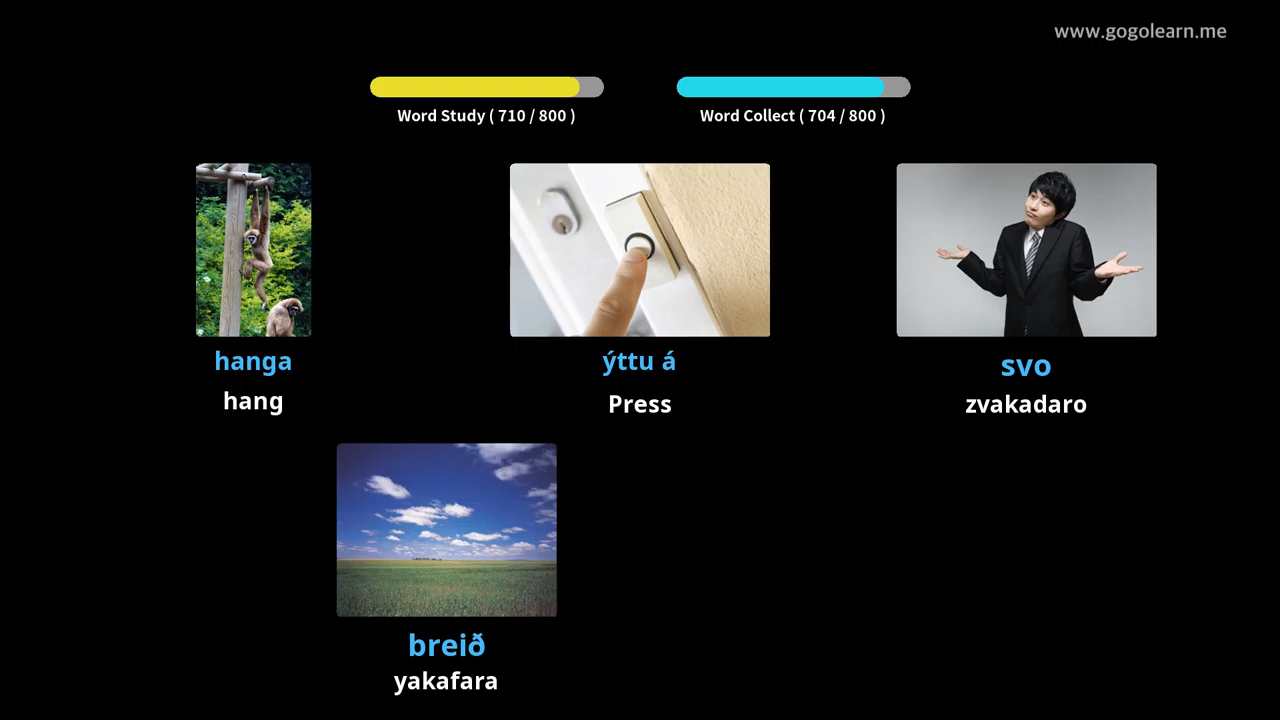 www.gogolearn.me
Word Study ( 710 / 800 )
Word Collect ( 704 / 800 )
hanga
hang
ýttu á
Press
svo
zvakadaro
breið
yakafara